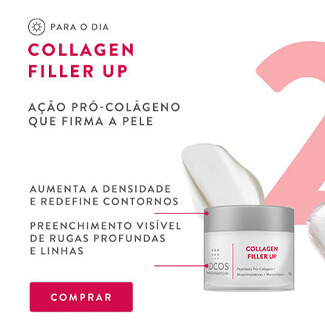 PARA O DIA
COLLAGEN
FILLER UP
AÇÃO PRÓ-COLÁGENO
QUE FIRMA A PELE
AUMENTA A DENSIDADE
E REDEFINE CONTORNOS
PREENCHIMENTO VISÍVEL
DE RUGAS PROFUNDAS
E LINHAS
COMPRAR
2
COLLAGEN
FILLER UP